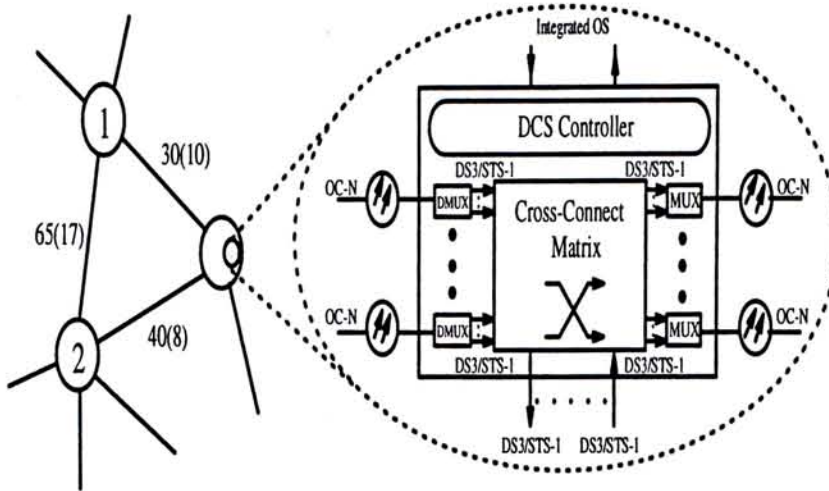 1
30(10)
65(17)
2
40(8)
Integrated OS
DCS Controller
DS3/STS-1
DS3/STS-1
OC-N
DMUX
Cross-Connect
Matrix
MUX
OC-N
OC-N
DMUX
MUX
OC-N
DS3/STS-1
DS3/STS-1
DS3/STS-1
DS3/STS-1